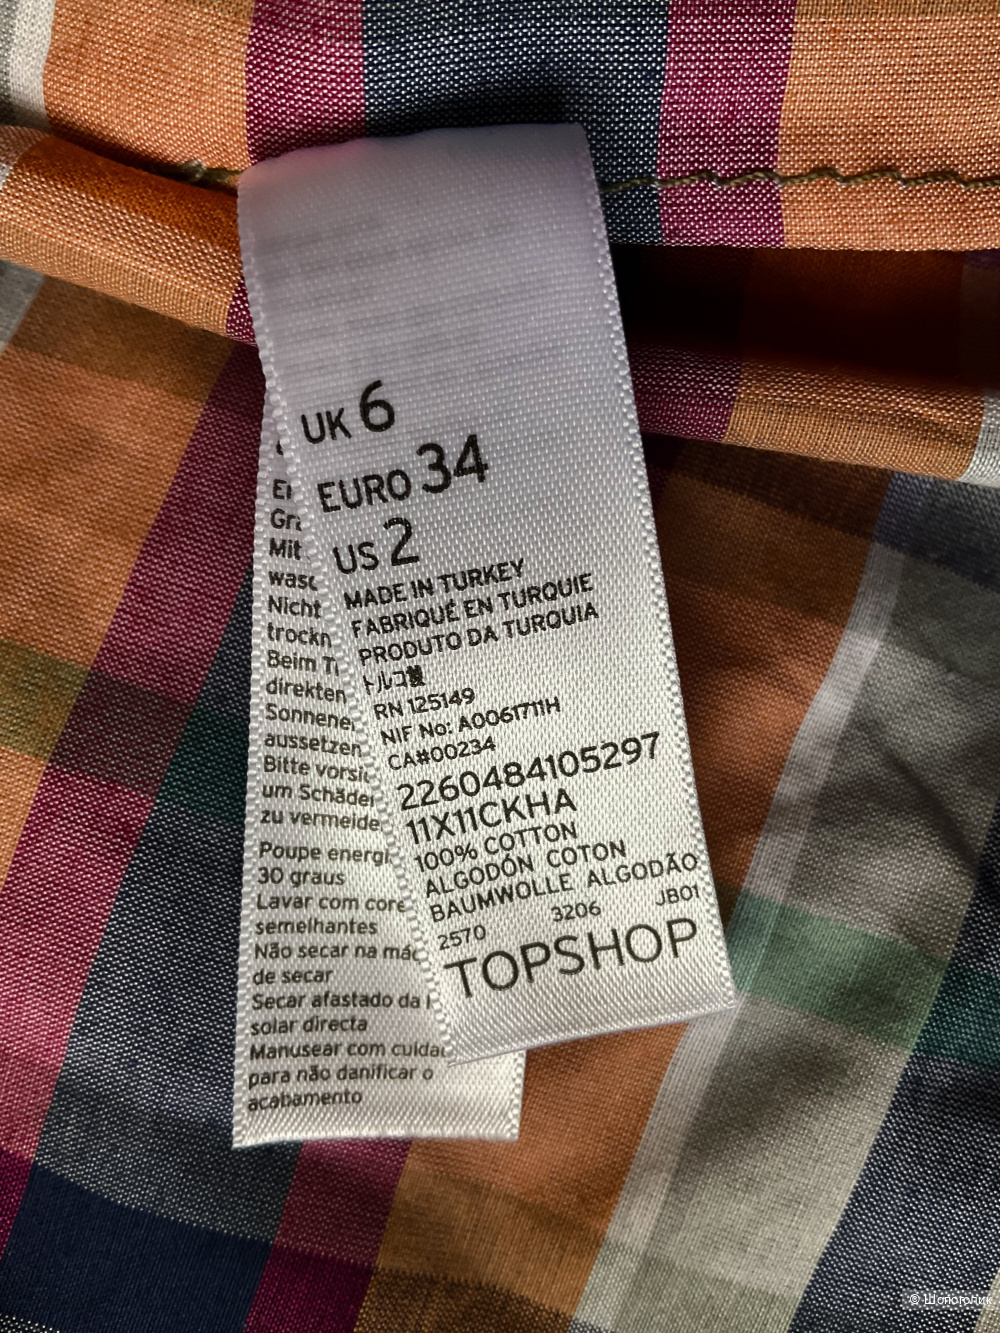 UK 6
EURO 34
US 2
MADE IN TURKEY
FABRIQUÉ EN TURQUIE
PRODUTO DA TURQUIA
トルコ製
RN 125149
NIF No: A0061711H
CA#00234
2260484105297
11X11CKHA
100% COTTON
ALGODÓN COTON
BAUMWOLLE ALGODÃO
2570 3206 JB01
TOPSHOP
Mit
Nicht
Beim
direkten
aussetzen
Bitte
um
zu
Poupe
30 graus
Lavar com
semelhantes
Não secar na
de secar
Secar afastado da
solar directa
Manusear com
para não danificar o
acabamento
© Шопоголик